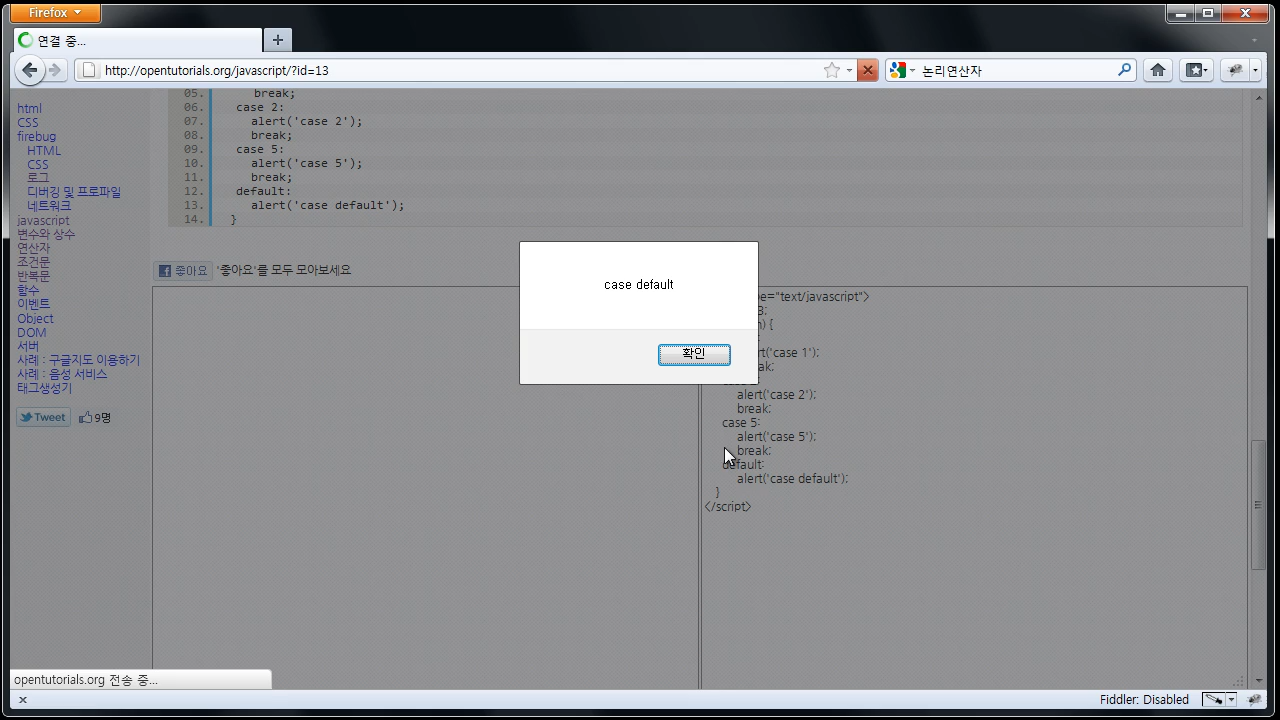 Firefox
연결 중...
http://opentutorials.org/javascript/?id=13
논리연산자
html
CSS
firebug
HTML
CSS
로그
디버깅 및 프로파일
네트워크
javascript
변수와 상수
연산자
조건문
반복문
함수
이벤트
Object
DOM
서버
사례 : 구글지도 이용하기
사례 : 음성 서비스
태그생성기
Tweet 9명
05. break;
06. case 2:
07. alert('case 2');
08. break;
09. case 5:
10. alert('case 5');
11. break;
12. default:
13. alert('case default');
14. }
좋아요 '좋아요'를 모두 모아보세요
case default
확인
pe="text/javascript">
) {
rt('case 1');
ak;
alert('case 2');
break;
case 5:
alert('case 5');
break;
default:
alert('case default');
}
</script>
opentutorials.org 전송 중...
Fiddler: Disabled